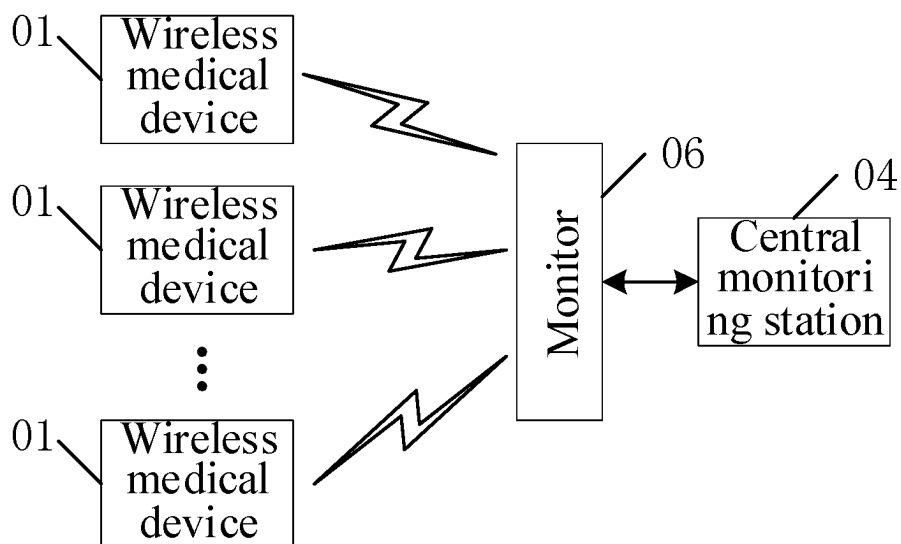 01
Wireless
medical
device
01
Wireless
medical
device
01
Wireless
medical
device
Monitor
06
04
Central
monitori
ng station